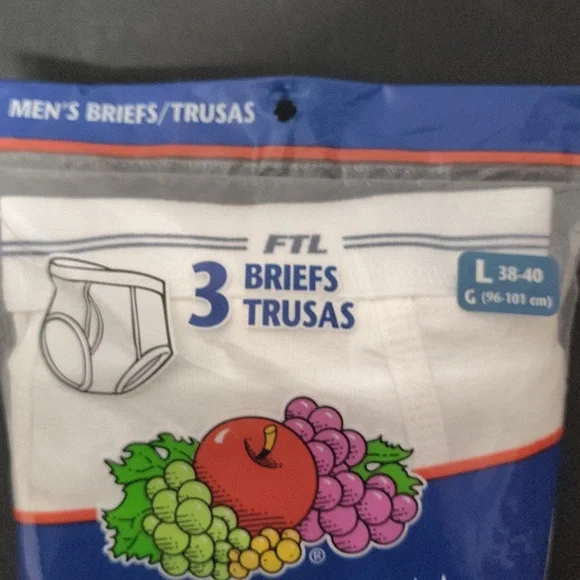 MEN'S BRIEFS/TRUSAS
FTL
3 BRIEFS
TRUSAS
L 38-40
G (96-101 cm)
®